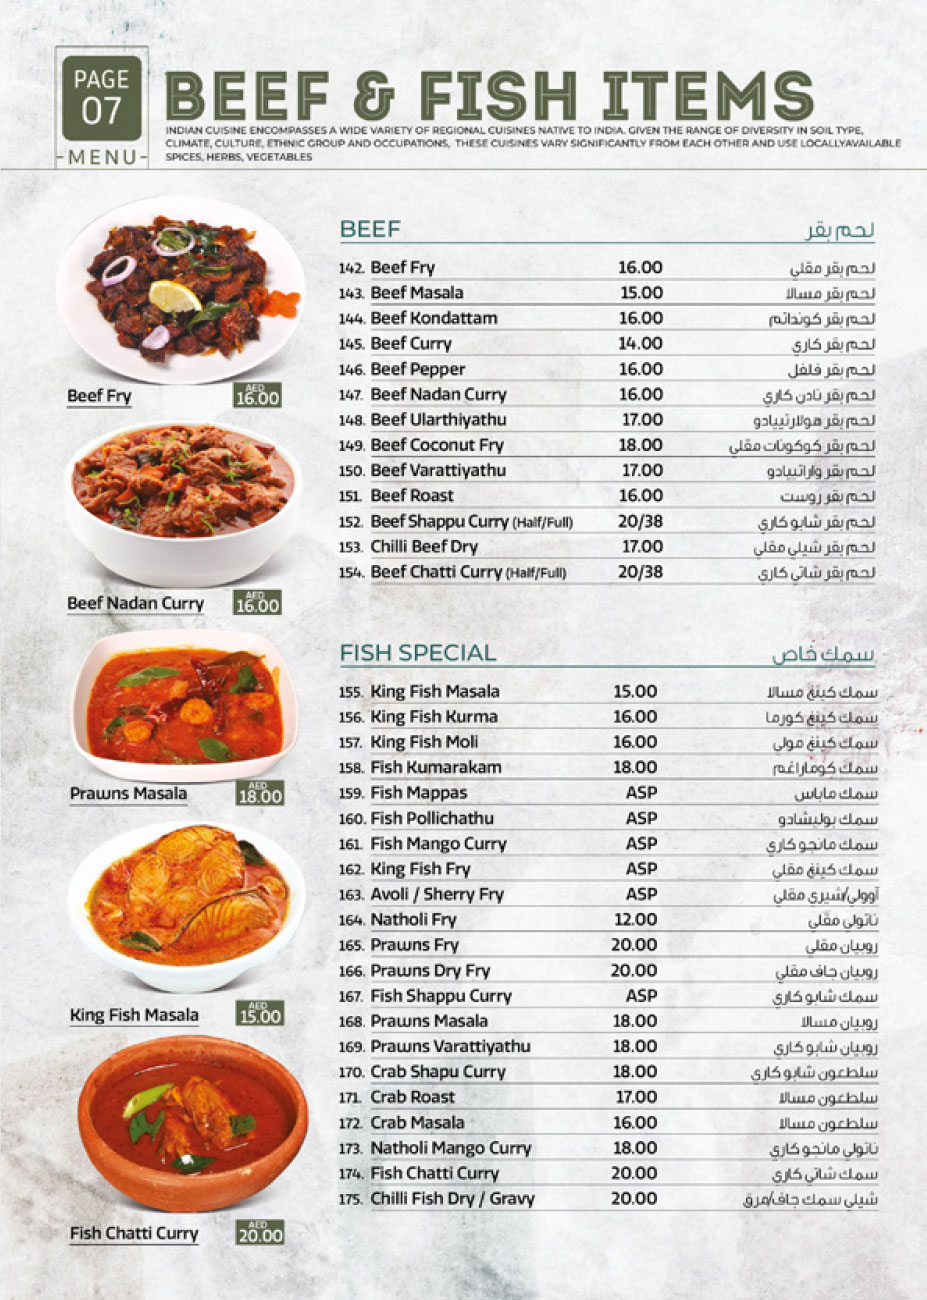 PAGE
07
-MENU-
BEEF & FISH ITEMS
INDIAN CUISINE ENCOMPASSES A WIDE VARIETY OF REGIONAL CUISINES NATIVE TO INDIA. GIVEN THE RANGE OF DIVERSITY IN SOIL TYPE,
CLIMATE, CULTURE, ETHNIC GROUP AND OCCUPATIONS, THESE CUISINES VARY SIGNIFICANTLY FROM EACH OTHER AND USE LOCALLYAVAILABLE
SPICES, HERBS, VEGETABLES
Beef Fry AED 16.00
Beef Nadan Curry AED 16.00
Prawns Masala AED 18.00
King Fish Masala AED 15.00
Fish Chatti Curry AED 20.00
BEEF لحم بقر
142. Beef Fry 16.00 لحم بقر مقلي
143. Beef Masala 15.00 لحم بقر مسالا
144. Beef Kondattam 16.00 لحم بقر كونداتم
145. Beef Curry 14.00 لحم بقر كاري
146. Beef Pepper 16.00 لحم بقر فلفل
147. Beef Nadan Curry 16.00 لحم بقر نادن كاري
148. Beef Ularthiyathu 17.00 لحم بقر هولارتييادو
149. Beef Coconut Fry 18.00 لحم بقر كوكونات مقلي
150. Beef Varattiyathu 17.00 لحم بقر واراتييادو
151. Beef Roast 16.00 لحم بقر روست
152. Beef Shappu Curry (Half/Full) 20/38 لحم بقر شابو كاري
153. Chilli Beef Dry 17.00 لحم بقر شيلي مقلي
154. Beef Chatti Curry (Half/Full) 20/38 لحم بقر شاتي كاري
FISH SPECIAL سمك خاص
155. King Fish Masala 15.00 سمك كينغ مسالا
156. King Fish Kurma 16.00 سمك كينغ كورما
157. King Fish Moli 16.00 سمك كينغ مولي
158. Fish Kumarakam 18.00 سمك كوماراغم
159. Fish Mappas ASP سمك ماباس
160. Fish Pollichathu ASP سمك بوليشادو
161. Fish Mango Curry ASP سمك مانجو كاري
162. King Fish Fry ASP سمك كينغ مقلي
163. Avoli / Sherry Fry ASP آوولي/شيري مقلي
164. Natholi Fry 12.00 ناتولي مقلي
165. Prawns Fry 20.00 روبيان مقلي
166. Prawns Dry Fry 20.00 روبيان جاف مقلي
167. Fish Shappu Curry ASP سمك شابو كاري
168. Prawns Masala 18.00 روبيان مسالا
169. Prawns Varattiyathu 18.00 روبيان شابو كاري
170. Crab Shapu Curry 18.00 سلطعون شابو كاري
171. Crab Roast 17.00 سلطعون مسالا
172. Crab Masala 16.00 سلطعون مسالا
173. Natholi Mango Curry 18.00 ناتولي مانجو كاري
174. Fish Chatti Curry 20.00 سمك شاتي كاري
175. Chilli Fish Dry / Gravy 20.00 شيلي سمك جاف/مرق